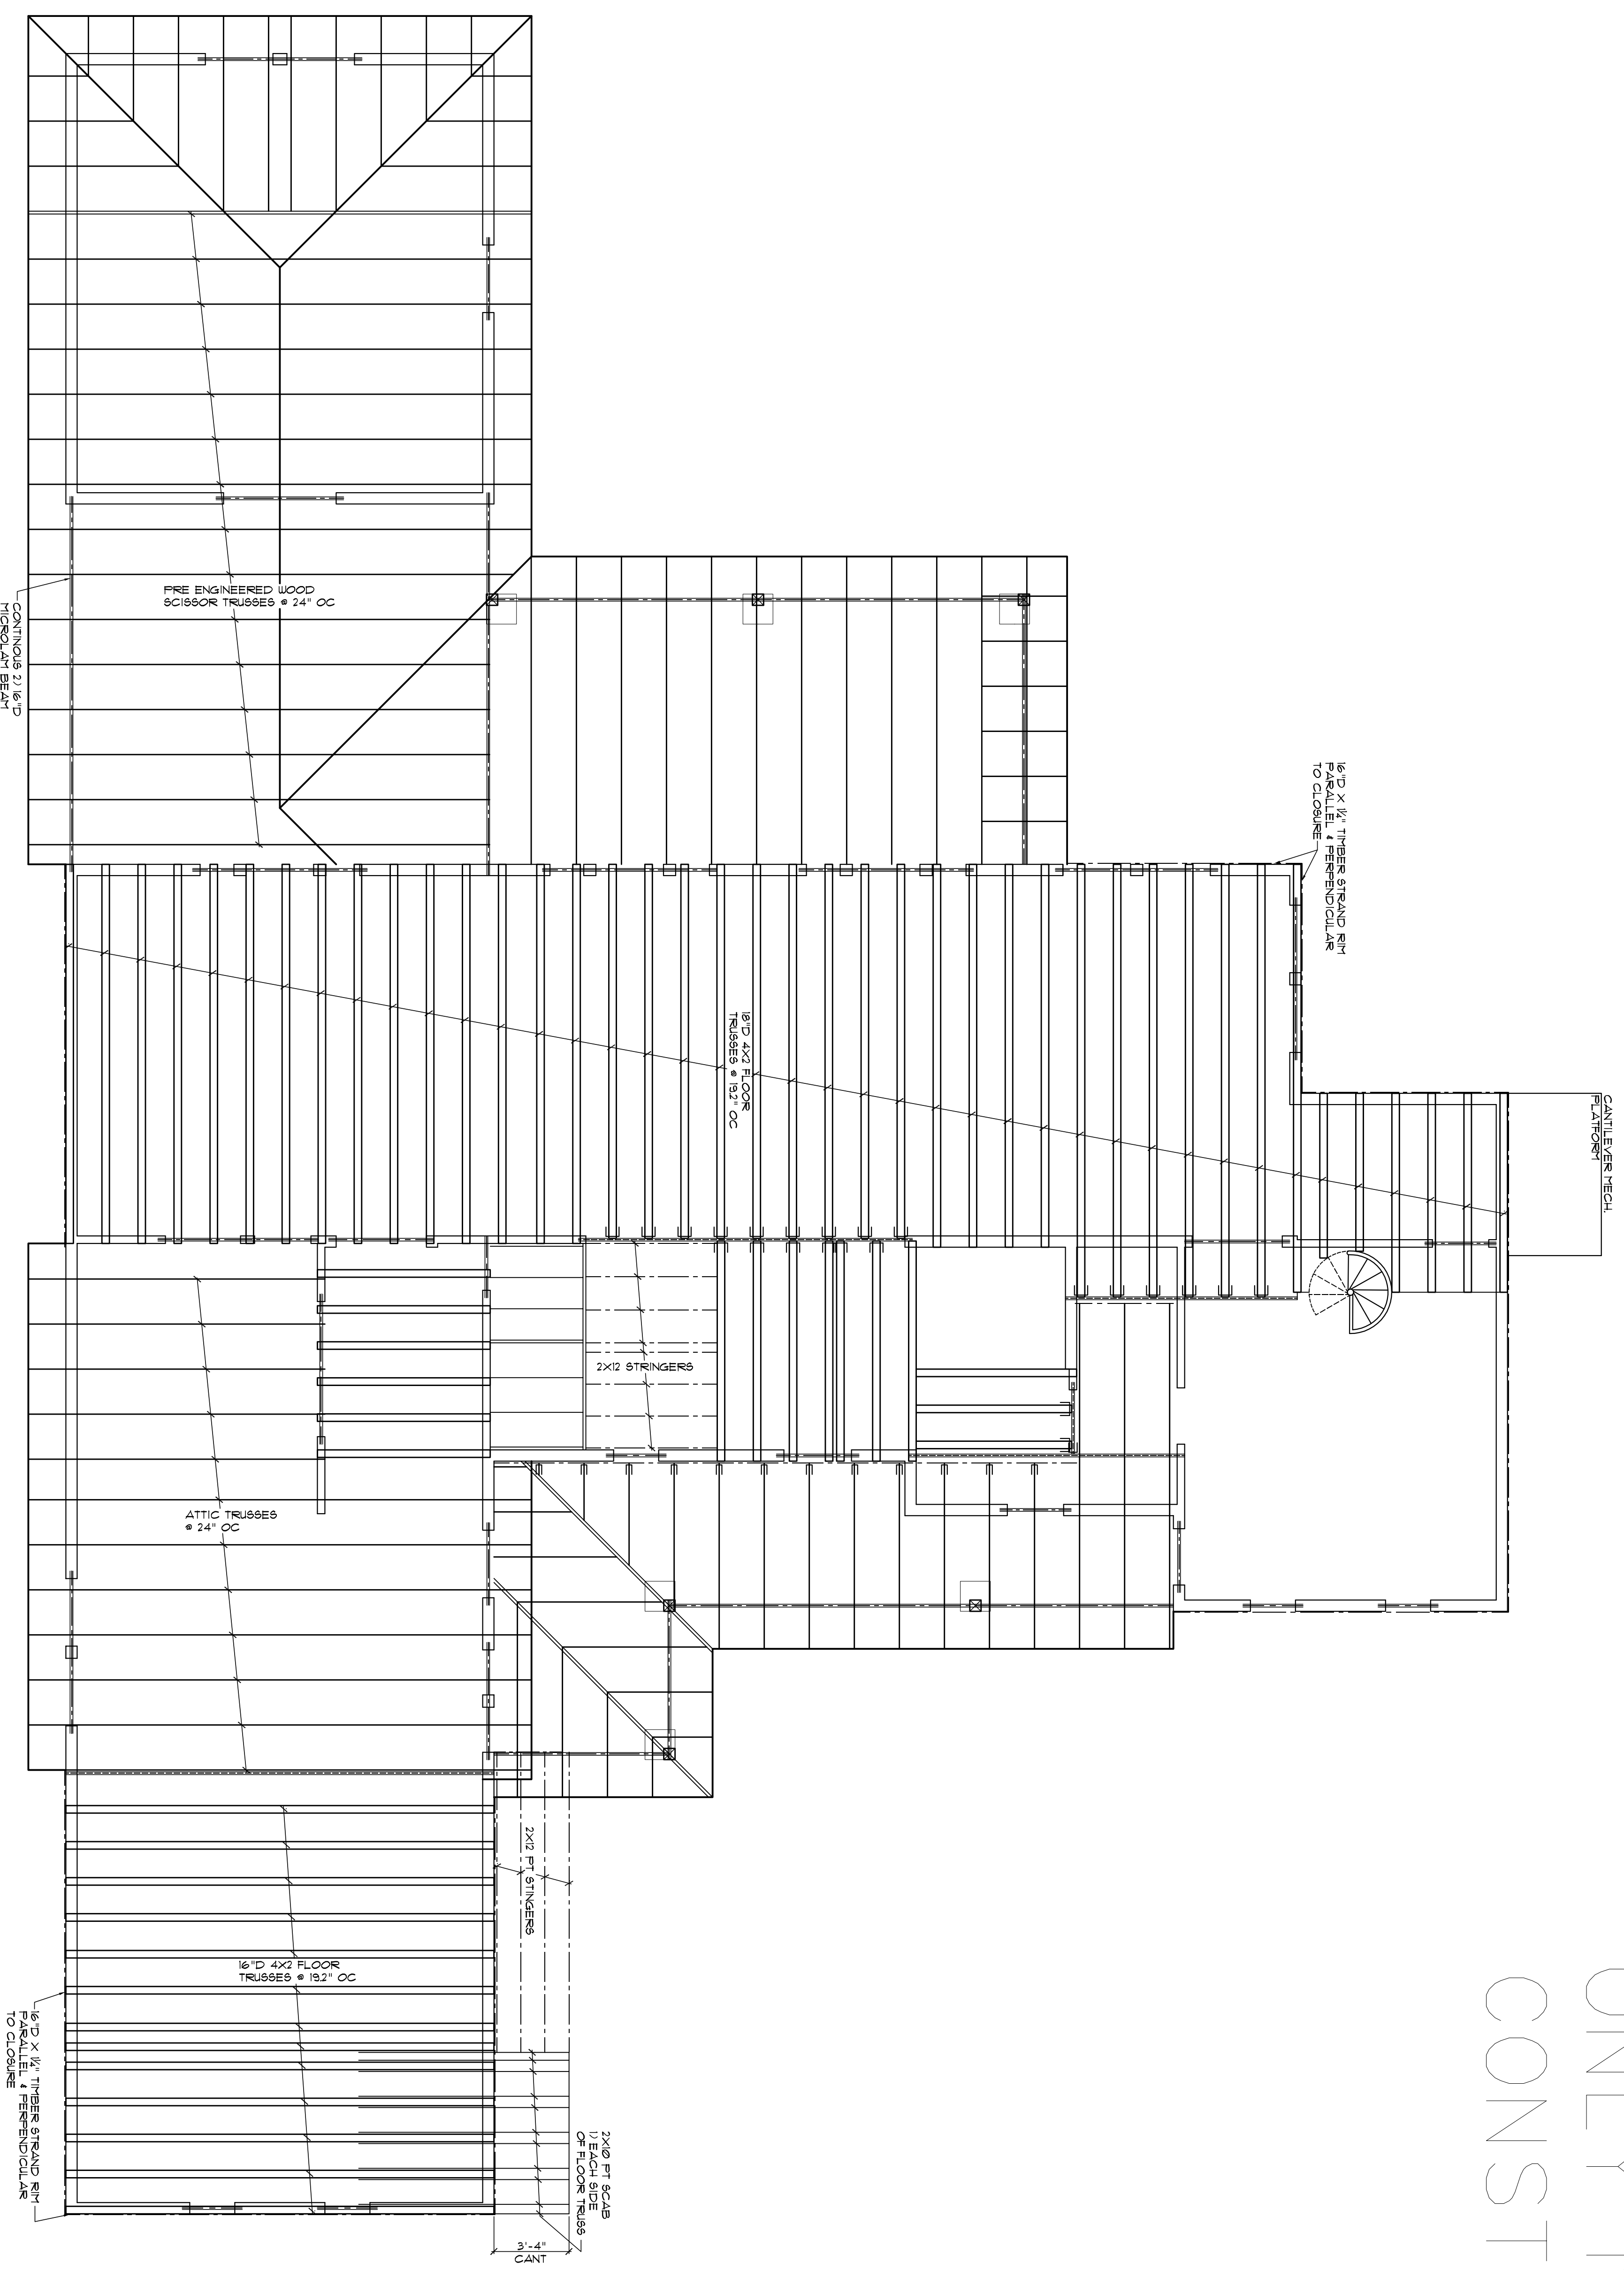 PRE ENGINEERED WOOD
SCISSOR TRUSSES @ 24" OC
CONTINOUS 2) 16"D
MICROLAM BEAM
16"D X 1¼" TIMBER STRAND RIM
PARALLEL & PERPENDICULAR
TO CLOSURE
18"D 4X2 FLOOR
TRUSSES @ 19.2" OC
CANTILEVER MECH.
PLATFORM
2X12 STRINGERS
ATTIC TRUSSES
@ 24" OC
2X12 PT STINGERS
16"D 4X2 FLOOR
TRUSSES @ 19.2" OC
16"D X 1¼" TIMBER STRAND RIM
PARALLEL & PERPENDICULAR
TO CLOSURE
2X10 PT SCAB
1) EACH SIDE
OF FLOOR TRUSS
3'-4"
CANT
ONLY
CONST